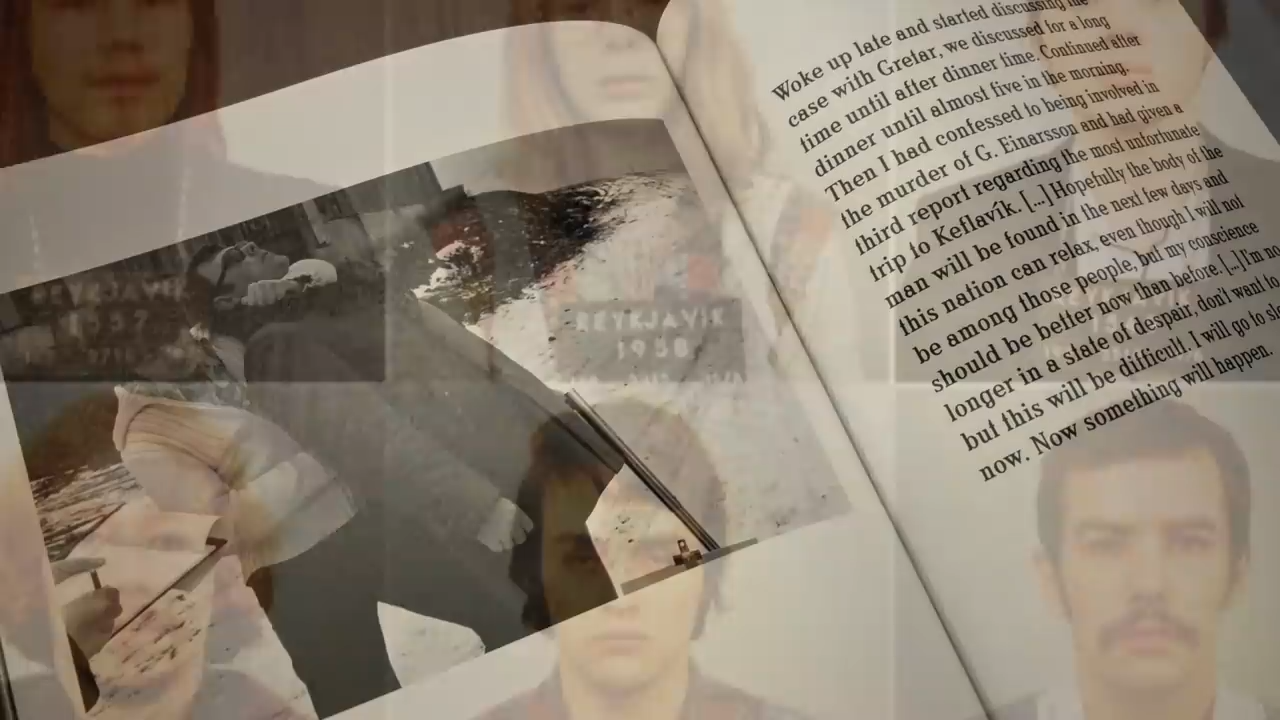 Woke up late and started discussing the
case with Gretar, we discussed for a long
time until after dinner time. Continued after
dinner until almost five in the morning.
Then I had confessed to being involved in
the murder of G. Einarsson and had given a
third report regarding the most unfortunate
trip to Keflavík. [...] Hopefully the body of the
man will be found in the next few days and
this nation can relax, even though I will not
be among those people, but my conscience
should be better now than before. [...] I'm no
longer in a state of despair, don't want to
but this will be difficult. I will go to
now. Now something will happen.
REYKJAVIK
REYKJAVIK
1958
REYKJAVIK